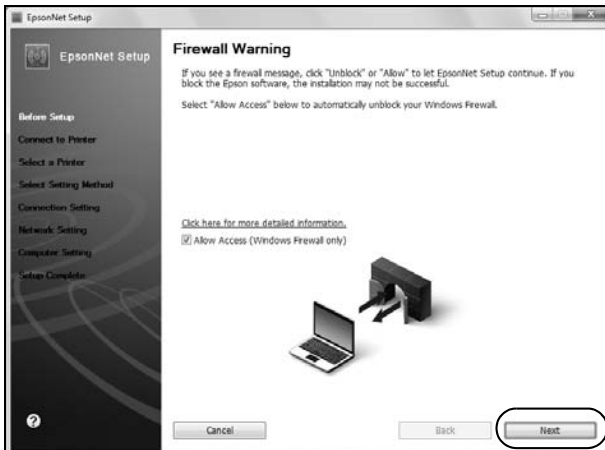 EpsonNet Setup
EpsonNet Setup
Before Setup
Connect to Printer
Select a Printer
Select Setting Method
Connection Setting
Network Setting
Computer Setting
Setup Complete
?
Firewall Warning
If you see a firewall message, click "Unblock" or "Allow" to let EpsonNet Setup continue. If you
block the Epson software, the installation may not be successful.
Select "Allow Access" below to automatically unblock your Windows Firewall.
Click here for more detailed information.
Allow Access (Windows Firewall only)
Cancel
Back
Next